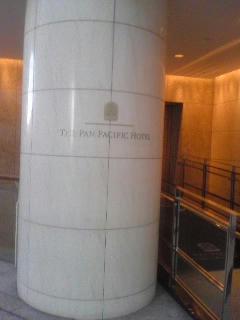 THE PAN PACIFIC HOTEL